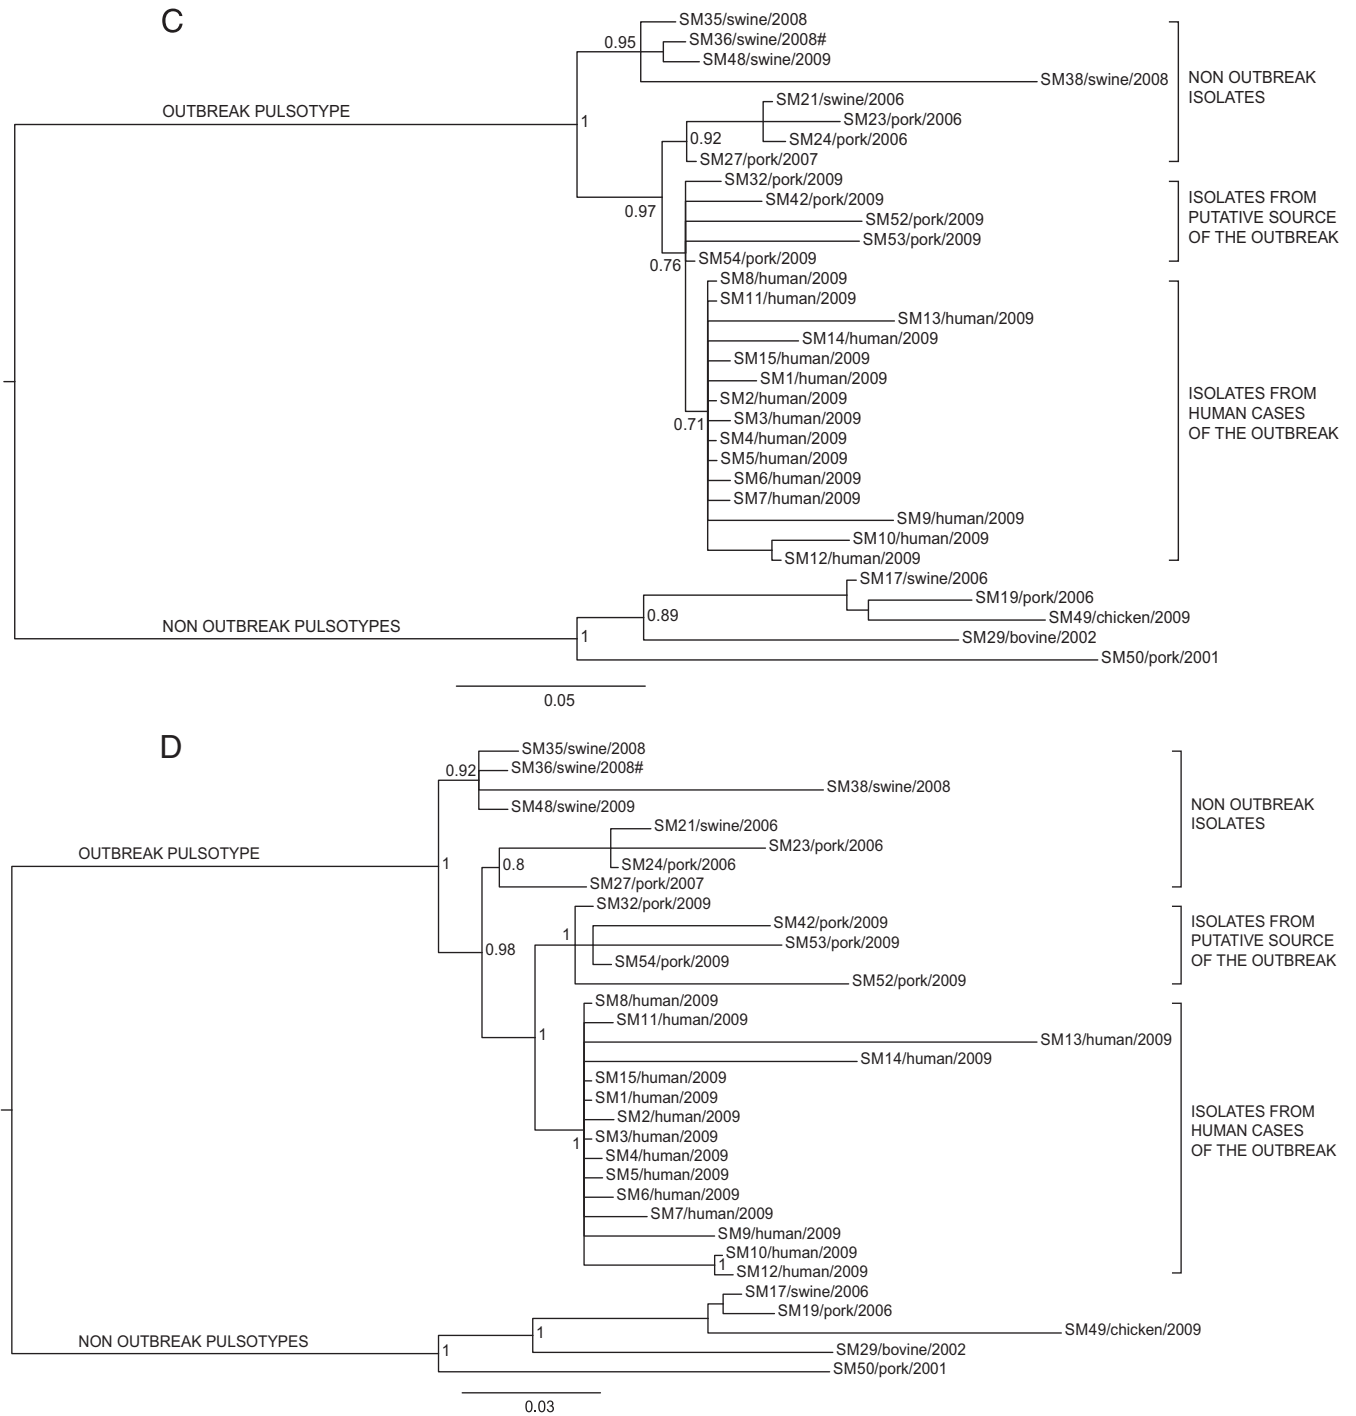 C
SM35/swine/2008
SM36/swine/2008#
0.95
SM48/swine/2009
SM38/swine/2008
NON OUTBREAK
ISOLATES
SM21/swine/2006
OUTBREAK PULSOTYPE
1
SM23/pork/2006
0.92
SM24/pork/2006
SM27/pork/2007
SM32/pork/2009
SM42/pork/2009
0.97
SM52/pork/2009
SM53/pork/2009
ISOLATES FROM
PUTATIVE SOURCE
OF THE OUTBREAK
0.76
SM54/pork/2009
SM8/human/2009
SM11/human/2009
SM13/human/2009
SM14/human/2009
SM15/human/2009
SM1/human/2009
SM2/human/2009
SM3/human/2009
0.71
SM4/human/2009
SM5/human/2009
SM6/human/2009
SM7/human/2009
SM9/human/2009
SM10/human/2009
SM12/human/2009
ISOLATES FROM
HUMAN CASES
OF THE OUTBREAK
SM17/swine/2006
SM19/pork/2006
0.89
SM49/chicken/2009
NON OUTBREAK PULSOTYPES
1
SM29/bovine/2002
SM50/pork/2001
0.05
D
SM35/swine/2008
0.92
SM36/swine/2008#
SM38/swine/2008
SM48/swine/2009
NON OUTBREAK
ISOLATES
SM21/swine/2006
SM23/pork/2006
OUTBREAK PULSOTYPE
1
0.8
SM24/pork/2006
SM27/pork/2007
SM32/pork/2009
SM42/pork/2009
1
SM53/pork/2009
0.98
SM54/pork/2009
SM52/pork/2009
ISOLATES FROM
PUTATIVE SOURCE
OF THE OUTBREAK
SM8/human/2009
SM11/human/2009
1
SM13/human/2009
SM14/human/2009
SM15/human/2009
SM1/human/2009
SM2/human/2009
SM3/human/2009
1
SM4/human/2009
SM5/human/2009
SM6/human/2009
SM7/human/2009
SM9/human/2009
SM10/human/2009
1
SM12/human/2009
ISOLATES FROM
HUMAN CASES
OF THE OUTBREAK
SM17/swine/2006
SM19/pork/2006
1
SM49/chicken/2009
NON OUTBREAK PULSOTYPES
1
SM29/bovine/2002
SM50/pork/2001
0.03